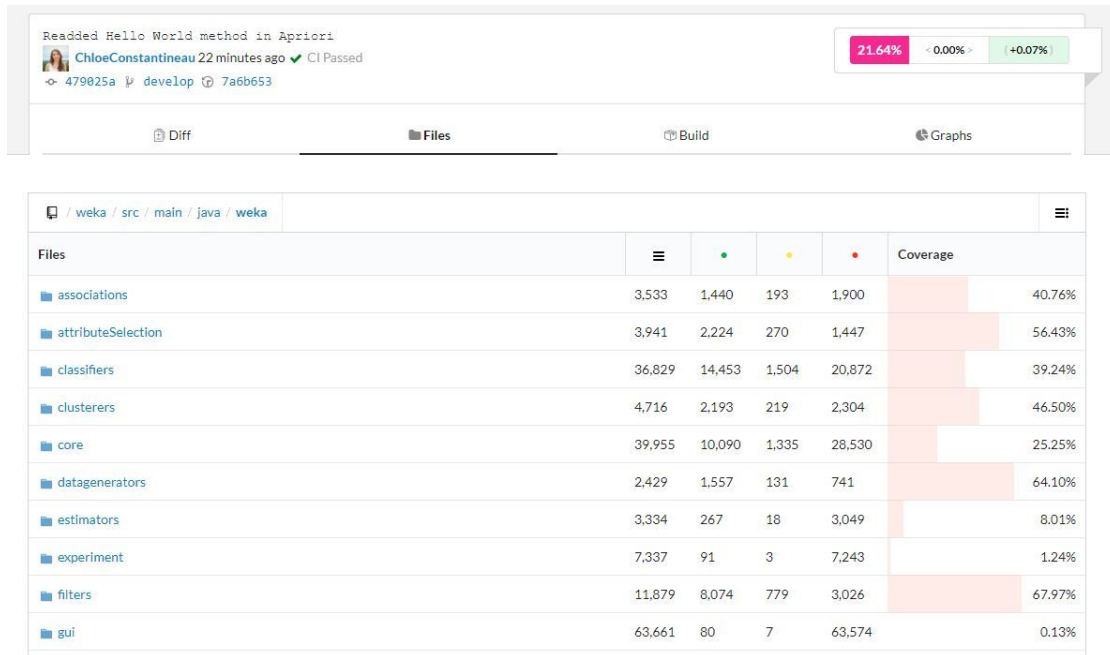 Readded Hello World method in Apriori
ChloeConstantineau 22 minutes ago ✔ CI Passed
479025a develop 7a6b653
21.64% <0.00%> (+0.07%)
Diff Files Build Graphs
/ weka / src / main / java / weka
Files Coverage
associations 3,533 1,440 193 1,900 40.76%
attributeSelection 3,941 2,224 270 1,447 56.43%
classifiers 36,829 14,453 1,504 20,872 39.24%
clusterers 4,716 2,193 219 2,304 46.50%
core 39,955 10,090 1,335 28,530 25.25%
datagenerators 2,429 1,557 131 741 64.10%
estimators 3,334 267 18 3,049 8.01%
experiment 7,337 91 3 7,243 1.24%
filters 11,879 8,074 779 3,026 67.97%
gui 63,661 80 7 63,574 0.13%